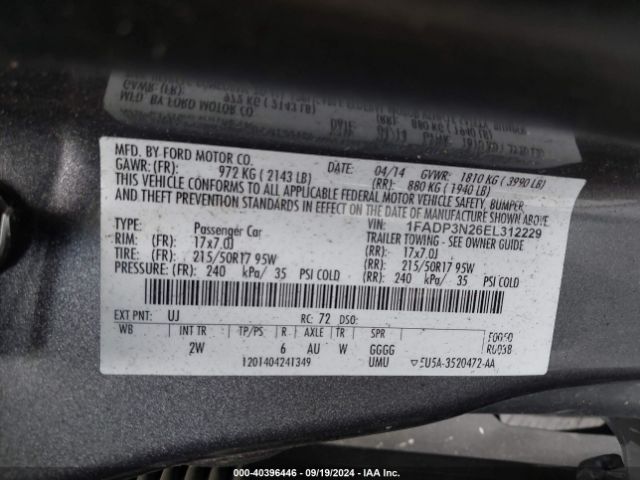 MFD. BY FORD MOTOR CO.
DATE: 04/14 GVWR: 1810 KG ( 3990 LB)
GAWR: (FR): 972 KG ( 2143 LB) (RR): 880 KG ( 1940 LB)
THIS VEHICLE CONFORMS TO ALL APPLICABLE FEDERAL MOTOR VEHICLE SAFETY, BUMPER,
AND THEFT PREVENTION STANDARDS IN EFFECT ON THE DATE OF MANUFACTURE SHOWN ABOVE.
VIN: 1FADP3N26EL312229
TYPE: Passenger Car TRAILER TOWING - SEE OWNER GUIDE
RIM: (FR): 17x7.0J (RR): 17x7.0J
TIRE: (FR): 215/50R17 95W (RR): 215/50R17 95W
PRESSURE: (FR): 240 kPa/ 35 PSI COLD (RR): 240 kPa/ 35 PSI COLD
EXT PNT: UJ RC: 72 DSO:
WB INT TR TP/PS R AXLE TR SPR
2W 6 AU W GGGG
1201404241349 UMU 5U5A-3520472-AA
000-40396446 - 09/19/2024 - IAA Inc.